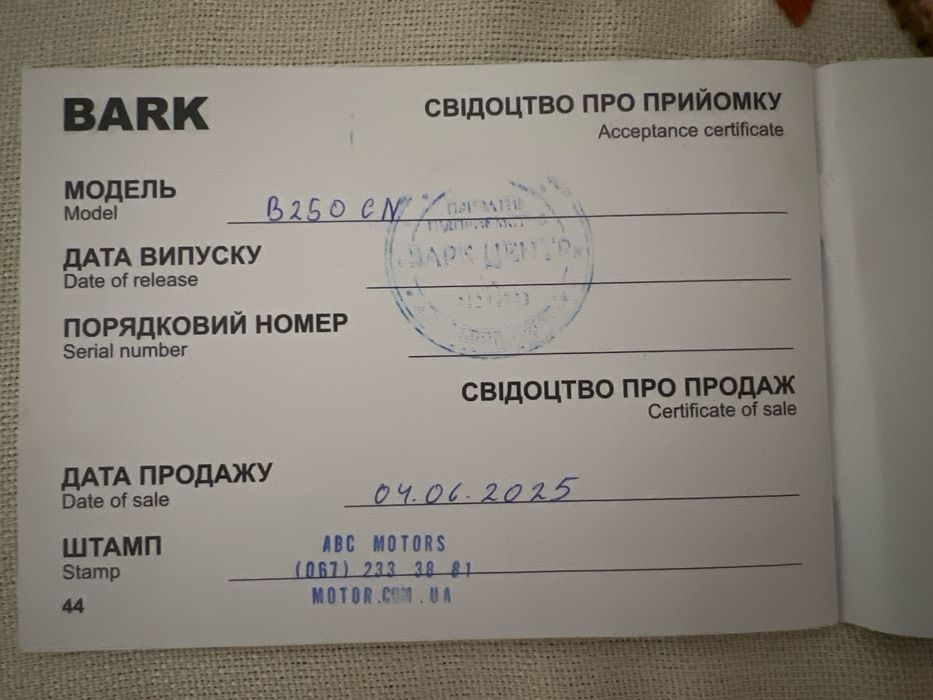 BARK
СВІДОЦТВО ПРО ПРИЙОМКУ
Acceptance certificate
МОДЕЛЬ
Model
B250 CN
ДАТА ВИПУСКУ
Date of release
ПОРЯДКОВИЙ НОМЕР
Serial number
СВІДОЦТВО ПРО ПРОДАЖ
Certificate of sale
ДАТА ПРОДАЖУ
Date of sale
04.06.2025
ШТАМП
Stamp
ABC MOTORS
(067) 233 38 81
MOTOR.COM.UA
44